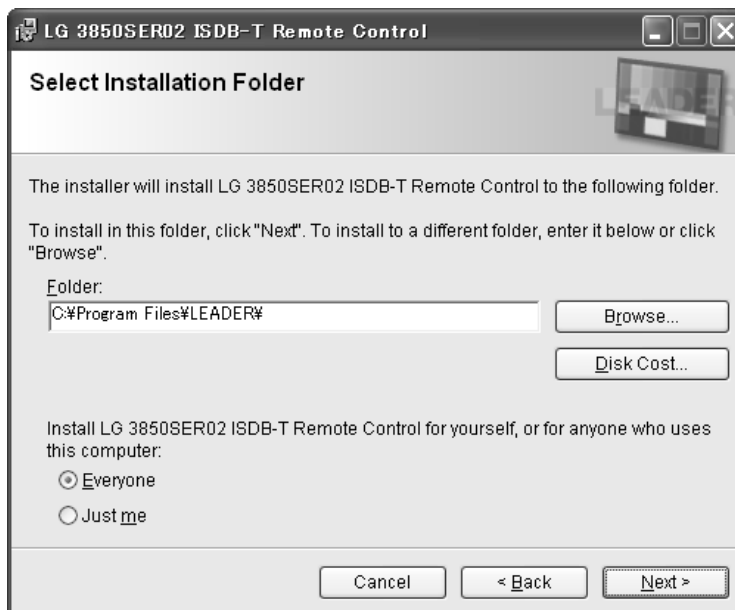 LG 3850SER02 ISDB-T Remote Control
Select Installation Folder
LEADER
The installer will install LG 3850SER02 ISDB-T Remote Control to the following folder.
To install in this folder, click "Next". To install to a different folder, enter it below or click
"Browse".
Folder:
C:¥Program Files¥LEADER¥
Browse...
Disk Cost...
Install LG 3850SER02 ISDB-T Remote Control for yourself, or for anyone who uses
this computer:
Everyone
Just me
Cancel
< Back
Next >